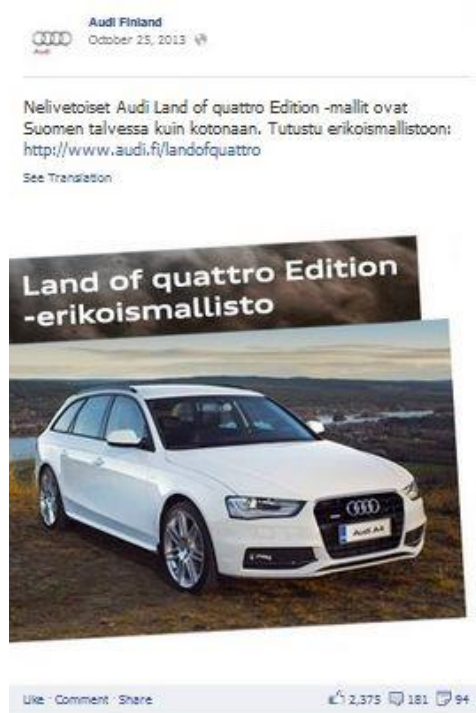 Audi Finland
October 25, 2013
Audi
Nelivetoiset Audi Land of quattro Edition -mallit ovat
Suomen talvessa kuin kotonaan. Tutustu erikoismallistoon:
http://www.audi.fi/landofquattro
See Translation
Land of quattro Edition
-erikoismallisto
Audi A4
Like · Comment · Share
2,375 181 94